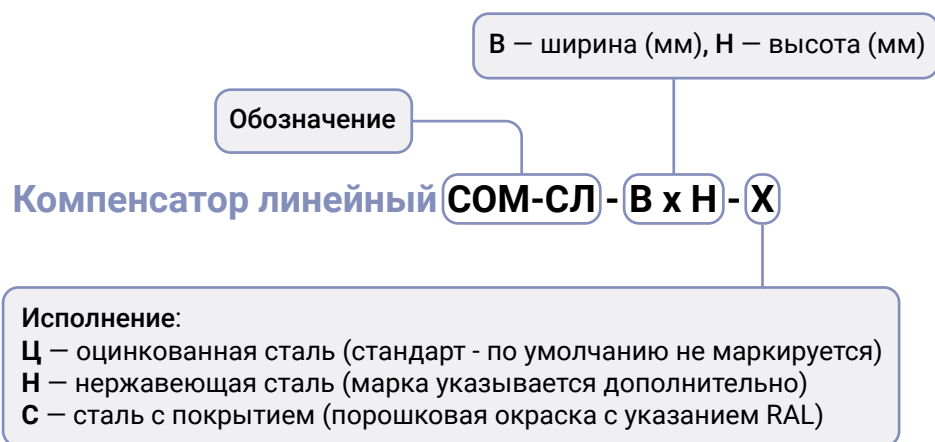 В — ширина (мм), Н — высота (мм)
Обозначение
Компенсатор линейный СОМ-СЛ - В х Н - Х
Исполнение:
Ц — оцинкованная сталь (стандарт - по умолчанию не маркируется)
Н — нержавеющая сталь (марка указывается дополнительно)
С — сталь с покрытием (порошковая окраска с указанием RAL)